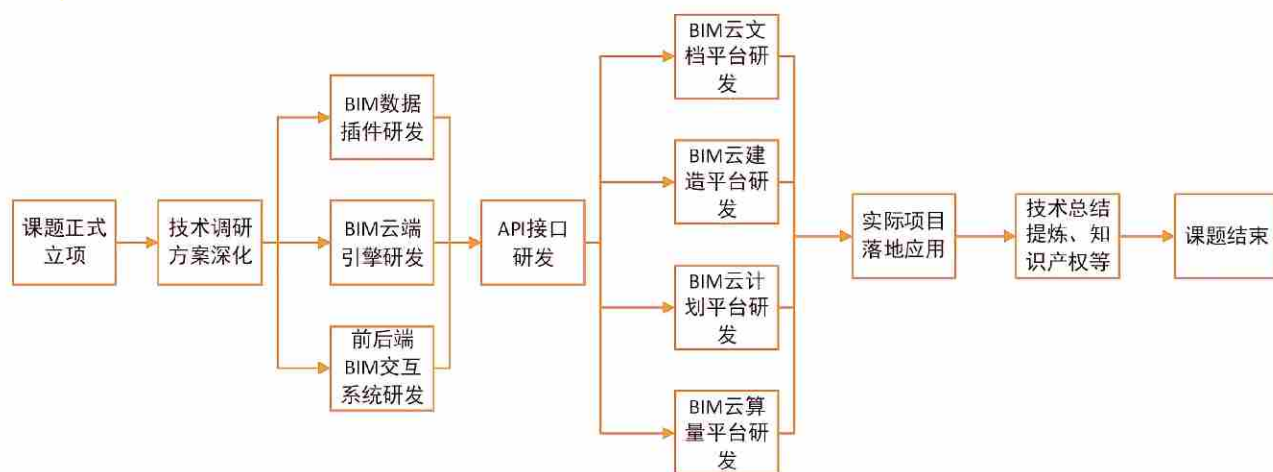 课题正式
立项
技术调研
方案深化
BIM数据
插件研发
BIM云端
引擎研发
前后端
BIM交互
系统研发
API接口
研发
BIM云文
档平台研
发
BIM云建
造平台研
发
BIM云计
划平台研
发
BIM云算
量平台研
发
实际项目
落地应用
技术总结
提炼、知
识产权等
课题结束